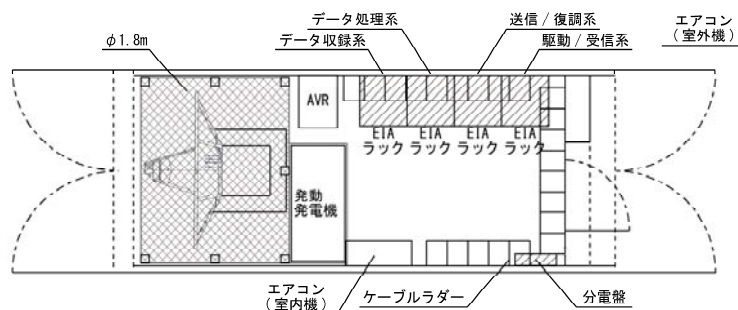 データ処理系
送信/復調系
エアコン
(室外機)
φ1.8m
データ収録系
駆動/受信系
AVR
EIA
ラック
EIA
ラック
EIA
ラック
EIA
ラック
発動
発電機
エアコン
(室内機)
ケーブルラダー
分電盤